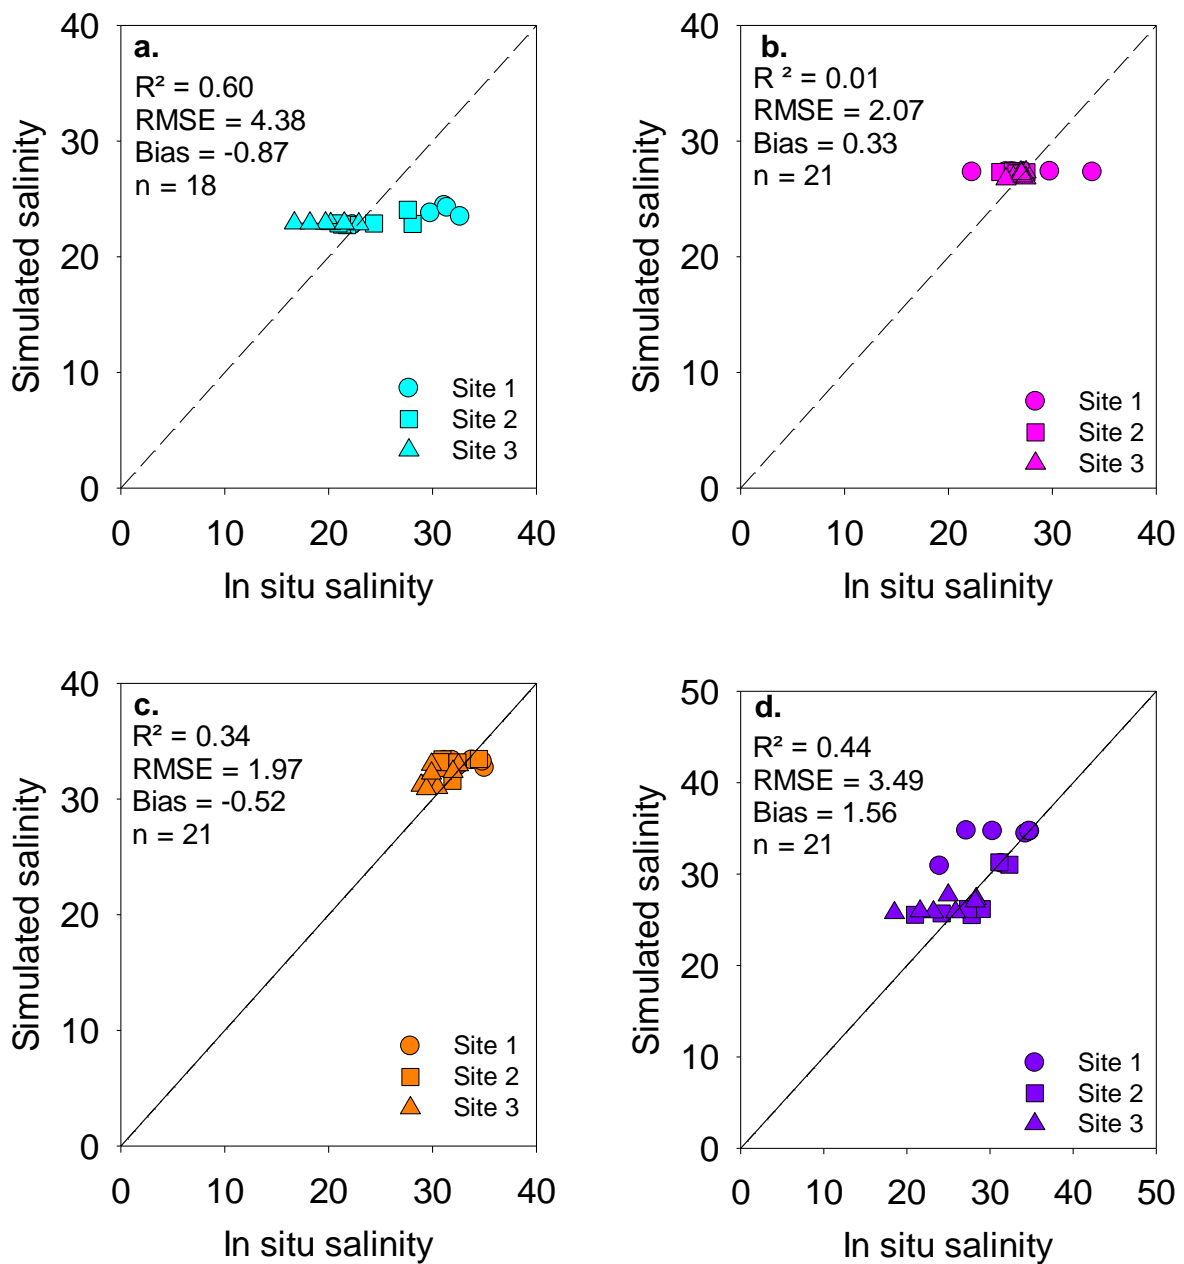 a.
R² = 0.60
RMSE = 4.38
Bias = -0.87
n = 18
40
30
20
10
0
0 10 20 30 40
Simulated salinity
In situ salinity
Site 1
Site 2
Site 3
b.
R ² = 0.01
RMSE = 2.07
Bias = 0.33
n = 21
40
30
20
10
0
0 10 20 30 40
Simulated salinity
In situ salinity
Site 1
Site 2
Site 3
c.
R² = 0.34
RMSE = 1.97
Bias = -0.52
n = 21
40
30
20
10
0
0 10 20 30 40
Simulated salinity
In situ salinity
Site 1
Site 2
Site 3
d.
R² = 0.44
RMSE = 3.49
Bias = 1.56
n = 21
50
40
30
20
10
0
0 10 20 30 40 50
Simulated salinity
In situ salinity
Site 1
Site 2
Site 3